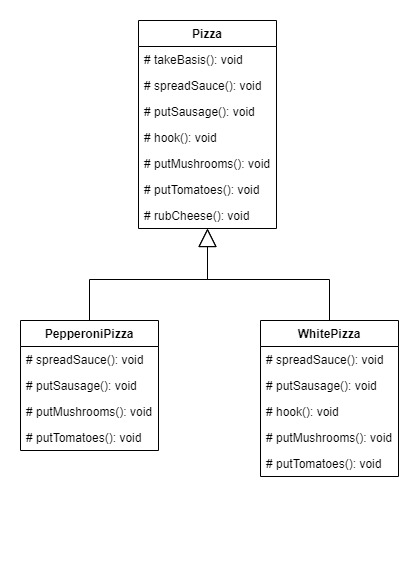 Pizza
# takeBasis(): void
# spreadSauce(): void
# putSausage(): void
# hook(): void
# putMushrooms(): void
# putTomatoes(): void
# rubCheese(): void
PepperoniPizza
# spreadSauce(): void
# putSausage(): void
# putMushrooms(): void
# putTomatoes(): void
WhitePizza
# spreadSauce(): void
# putSausage(): void
# hook(): void
# putMushrooms(): void
# putTomatoes(): void